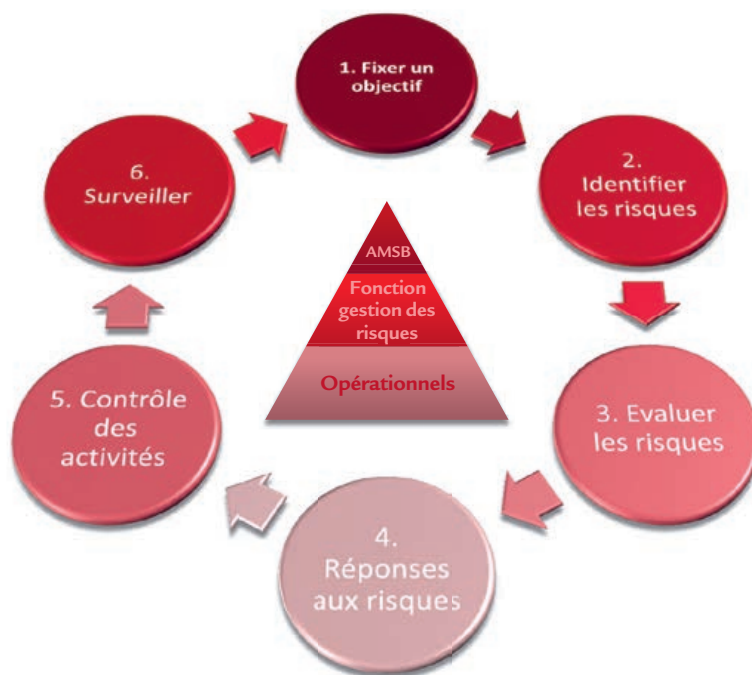 1. Fixer un
objectif
2.
Identifier
les risques
3. Evaluer
les risques
4.
Réponses
aux risques
5. Contrôle
des
activités
6.
Surveiller
AMSB
Fonction
gestion des
risques
Opérationnels